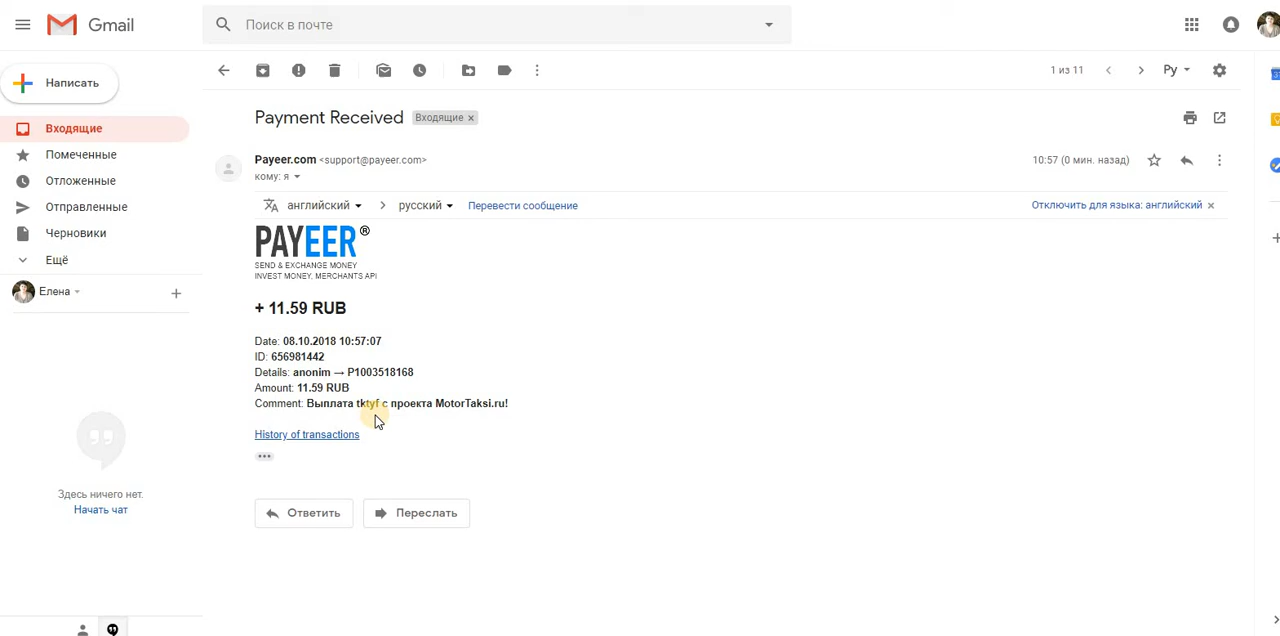 Gmail
Поиск в почте
Написать
1 из 11
Ру
Входящие
Помеченные
Отложенные
Отправленные
Черновики
Ещё
Елена
Здесь ничего нет.
Начать чат
Payment Received Входящие ×
Payeer.com <support@payeer.com>
10:57 (0 мин. назад)
кому: я
английский > русский Перевести сообщение
Отключить для языка: английский ×
PAYEER®
SEND & EXCHANGE MONEY
INVEST MONEY, MERCHANTS API
+ 11.59 RUB
Date: 08.10.2018 10:57:07
ID: 656981442
Details: anonim → P1003518168
Amount: 11.59 RUB
Comment: Выплата tktyf с проекта MotorTaksi.ru!
History of transactions
Ответить
Переслать